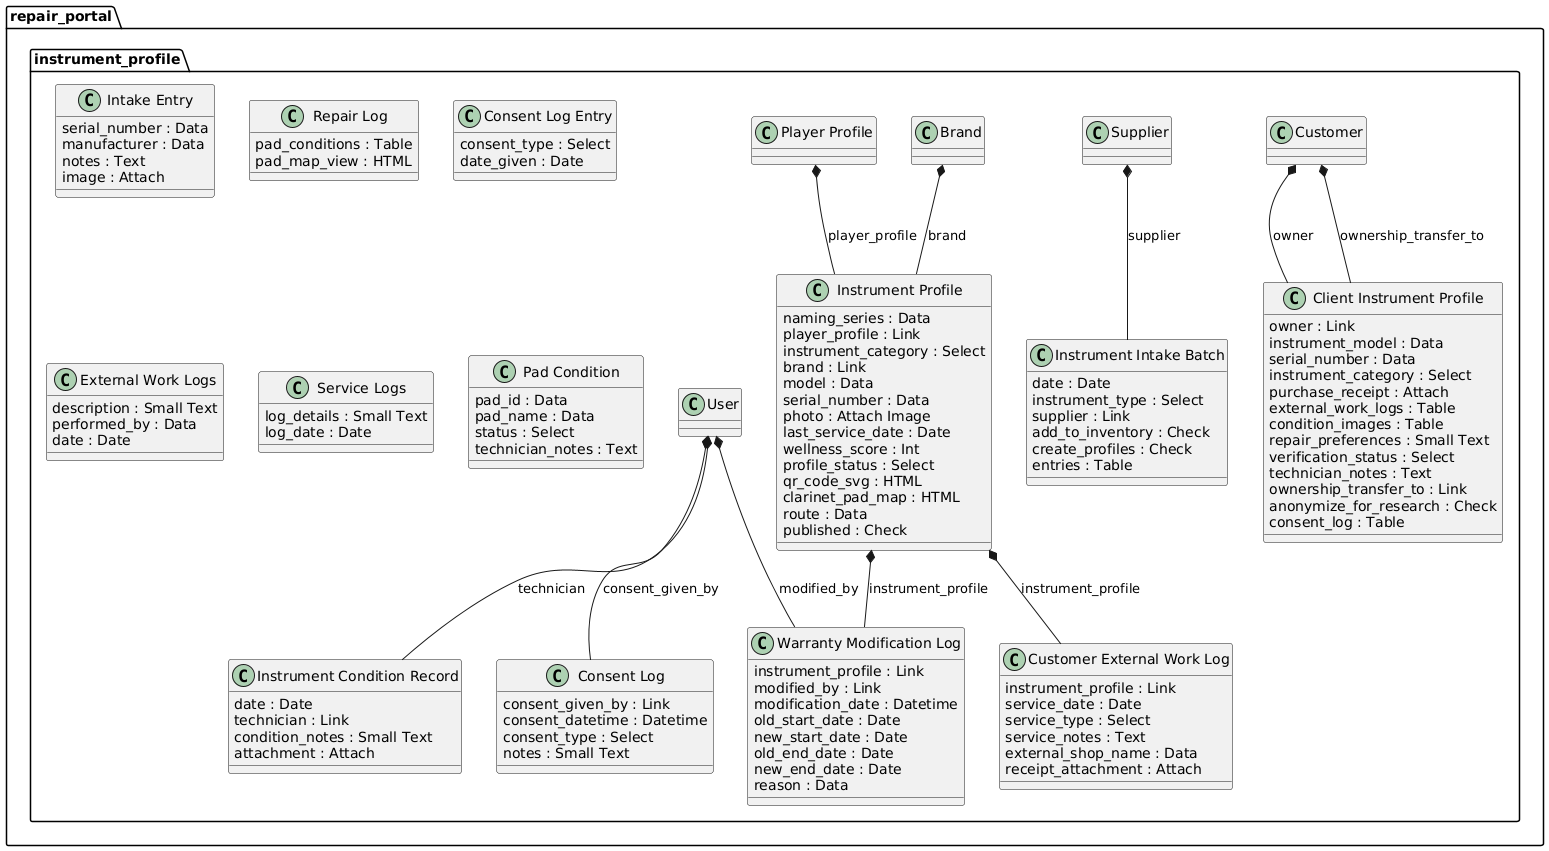 repair_portal
instrument_profile
Intake Entry
serial_number : Data
manufacturer : Data
notes : Text
image : Attach
Repair Log
pad_conditions : Table
pad_map_view : HTML
Consent Log Entry
consent_type : Select
date_given : Date
Player Profile
Brand
Supplier
Customer
player_profile
brand
supplier
owner
ownership_transfer_to
External Work Logs
description : Small Text
performed_by : Data
date : Date
Service Logs
log_details : Small Text
log_date : Date
Pad Condition
pad_id : Data
pad_name : Data
status : Select
technician_notes : Text
User
Instrument Profile
naming_series : Data
player_profile : Link
instrument_category : Select
brand : Link
model : Data
serial_number : Data
photo : Attach Image
last_service_date : Date
wellness_score : Int
profile_status : Select
qr_code_svg : HTML
clarinet_pad_map : HTML
route : Data
published : Check
Instrument Intake Batch
date : Date
instrument_type : Select
supplier : Link
add_to_inventory : Check
create_profiles : Check
entries : Table
Client Instrument Profile
owner : Link
instrument_model : Data
serial_number : Data
instrument_category : Select
purchase_receipt : Attach
external_work_logs : Table
condition_images : Table
repair_preferences : Small Text
verification_status : Select
technician_notes : Text
ownership_transfer_to : Link
anonymize_for_research : Check
consent_log : Table
technician
consent_given_by
modified_by
instrument_profile
instrument_profile
Instrument Condition Record
date : Date
technician : Link
condition_notes : Small Text
attachment : Attach
Consent Log
consent_given_by : Link
consent_datetime : Datetime
consent_type : Select
notes : Small Text
Warranty Modification Log
instrument_profile : Link
modified_by : Link
modification_date : Datetime
old_start_date : Date
new_start_date : Date
old_end_date : Date
new_end_date : Date
reason : Data
Customer External Work Log
instrument_profile : Link
service_date : Date
service_type : Select
service_notes : Text
external_shop_name : Data
receipt_attachment : Attach